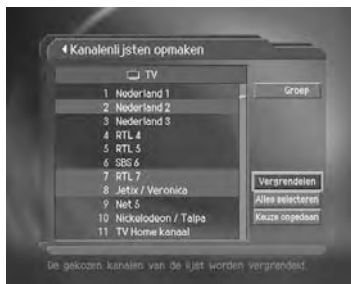 Kanalenlijsten opmaken
TV
Groep
1 Nederland 1
2 Nederland 2
3 Nederland 3
4 RTL 4
5 RTL 5
6 SBS 6
7 RTL 7
8 Jetix / Veronica
9 Net 5
10 Nickelodeon / Talpa
11 TV Home kanaal
Vergrendelen
Alles selecteren
Keuze ongedaan
De gekozen kanalen van de lijst worden vergrendeld.